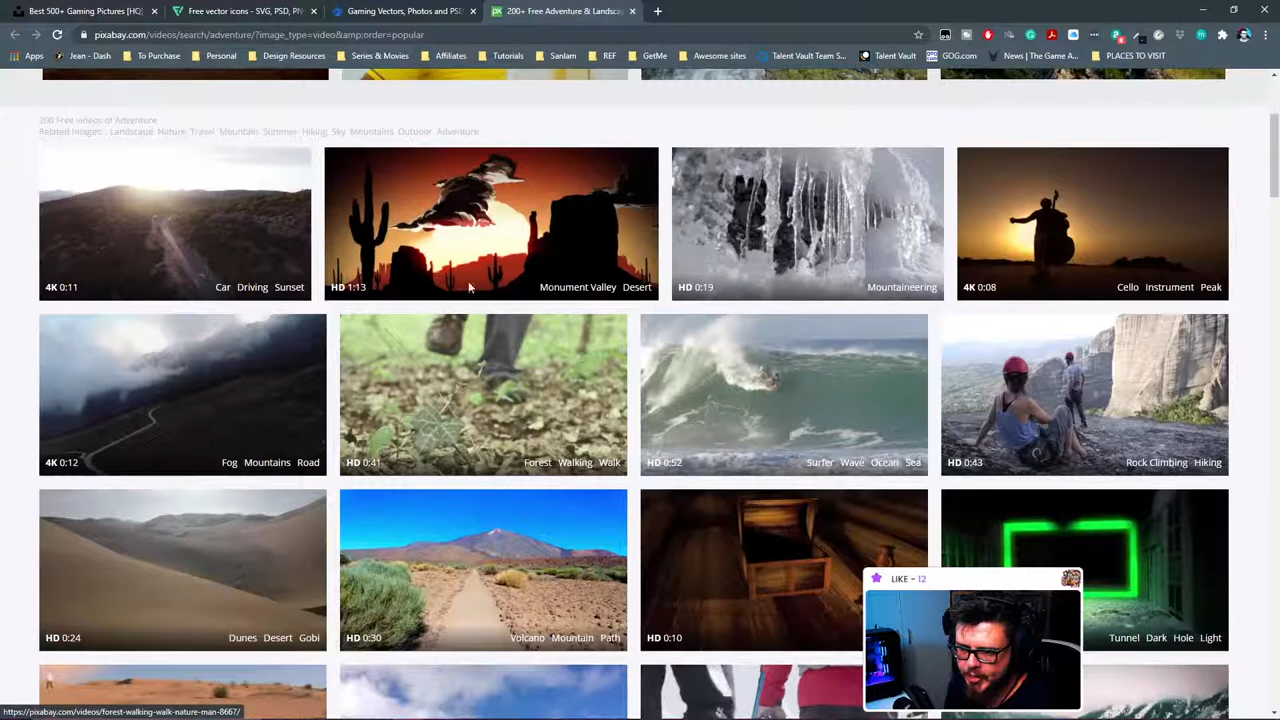 Best 500+ Gaming Pictures [HQ]
Free vector icons - SVG, PSD, PN
Gaming Vectors, Photos and PSD
200+ Free Adventure & Landsca
pixabay.com/videos/search/adventure/?image_type=video&amp;order=popular
Apps
Jean - Dash
To Purchase
Personal
Design Resources
Series & Movies
Affiliates
Tutorials
Sanlam
REF
GetMe
Awesome sites
Talent Vault Team S...
Talent Vault
GOG.com
News | The Game A...
PLACES TO VISIT
200 Free videos of Adventure
Related Images: Landscape Nature Travel Mountain Summer Hiking Sky Mountains Outdoor Adventure
4K 0:11 Car Driving Sunset
HD 1:13 Monument Valley Desert
HD 0:19 Mountaineering
4K 0:08 Cello Instrument Peak
4K 0:12 Fog Mountains Road
HD 0:41 Forest Walking Walk
HD 0:52 Surfer Wave Ocean Sea
HD 0:43 Rock Climbing Hiking
HD 0:24 Dunes Desert Gobi
HD 0:30 Volcano Mountain Path
HD 0:10
Tunnel Dark Hole Light
LIKE - 12
https://pixabay.com/videos/forest-walking-walk-nature-man-8667/